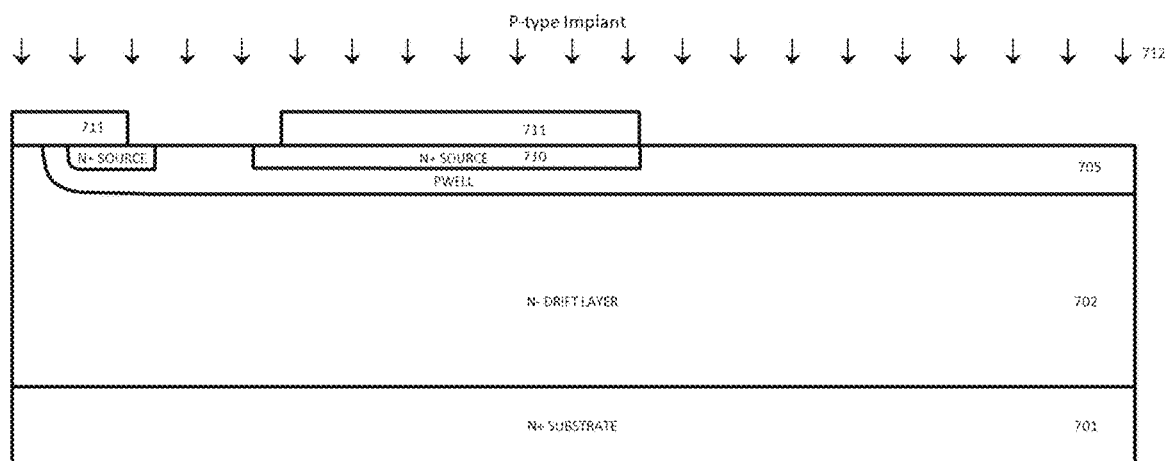 P-type Implant
712
711 731
N+ SOURCE N+ SOURCE 730
PWELL 705
N- DRIFT LAYER 702
N+ SUBSTRATE 701